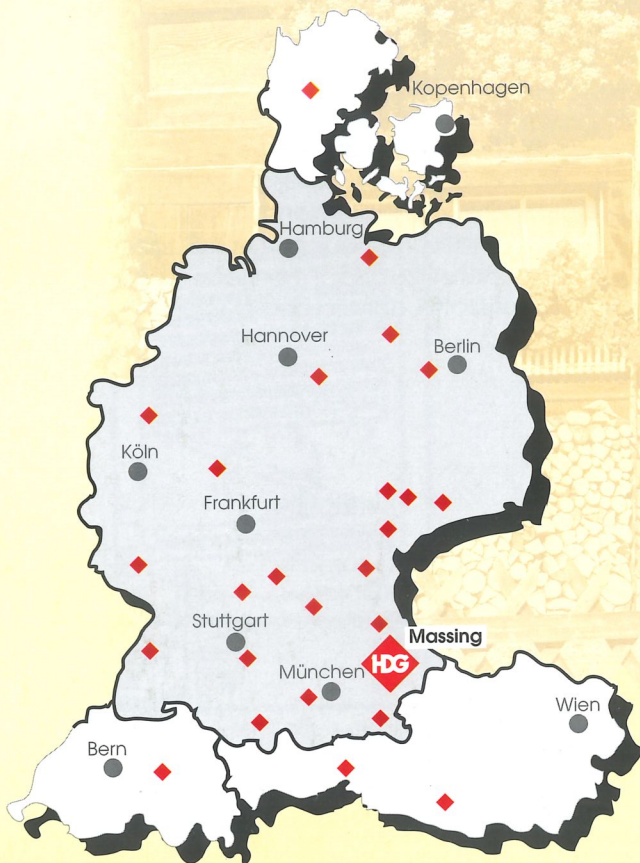 Kopenhagen
Hamburg
Hannover
Berlin
Köln
Frankfurt
Stuttgart
Massing
HDG
München
Wien
Bern